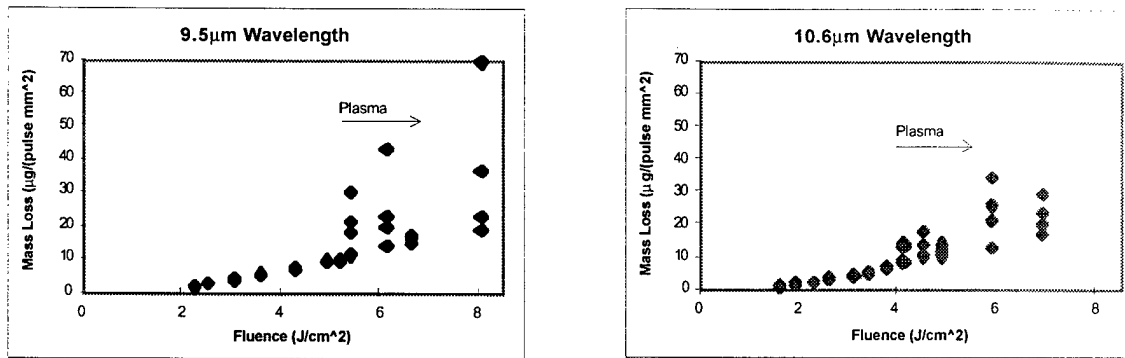 9.5µm Wavelength
Mass Loss (µg/(pulse mm^2)
70
60
50
40
30
20
10
0
Plasma
0 2 4 6 8
Fluence (J/cm^2)
10.6µm Wavelength
Mass Loss (µg/(pulse mm^2)
70
60
50
40
30
20
10
0
Plasma
0 2 4 6 8
Fluence (J/cm^2)